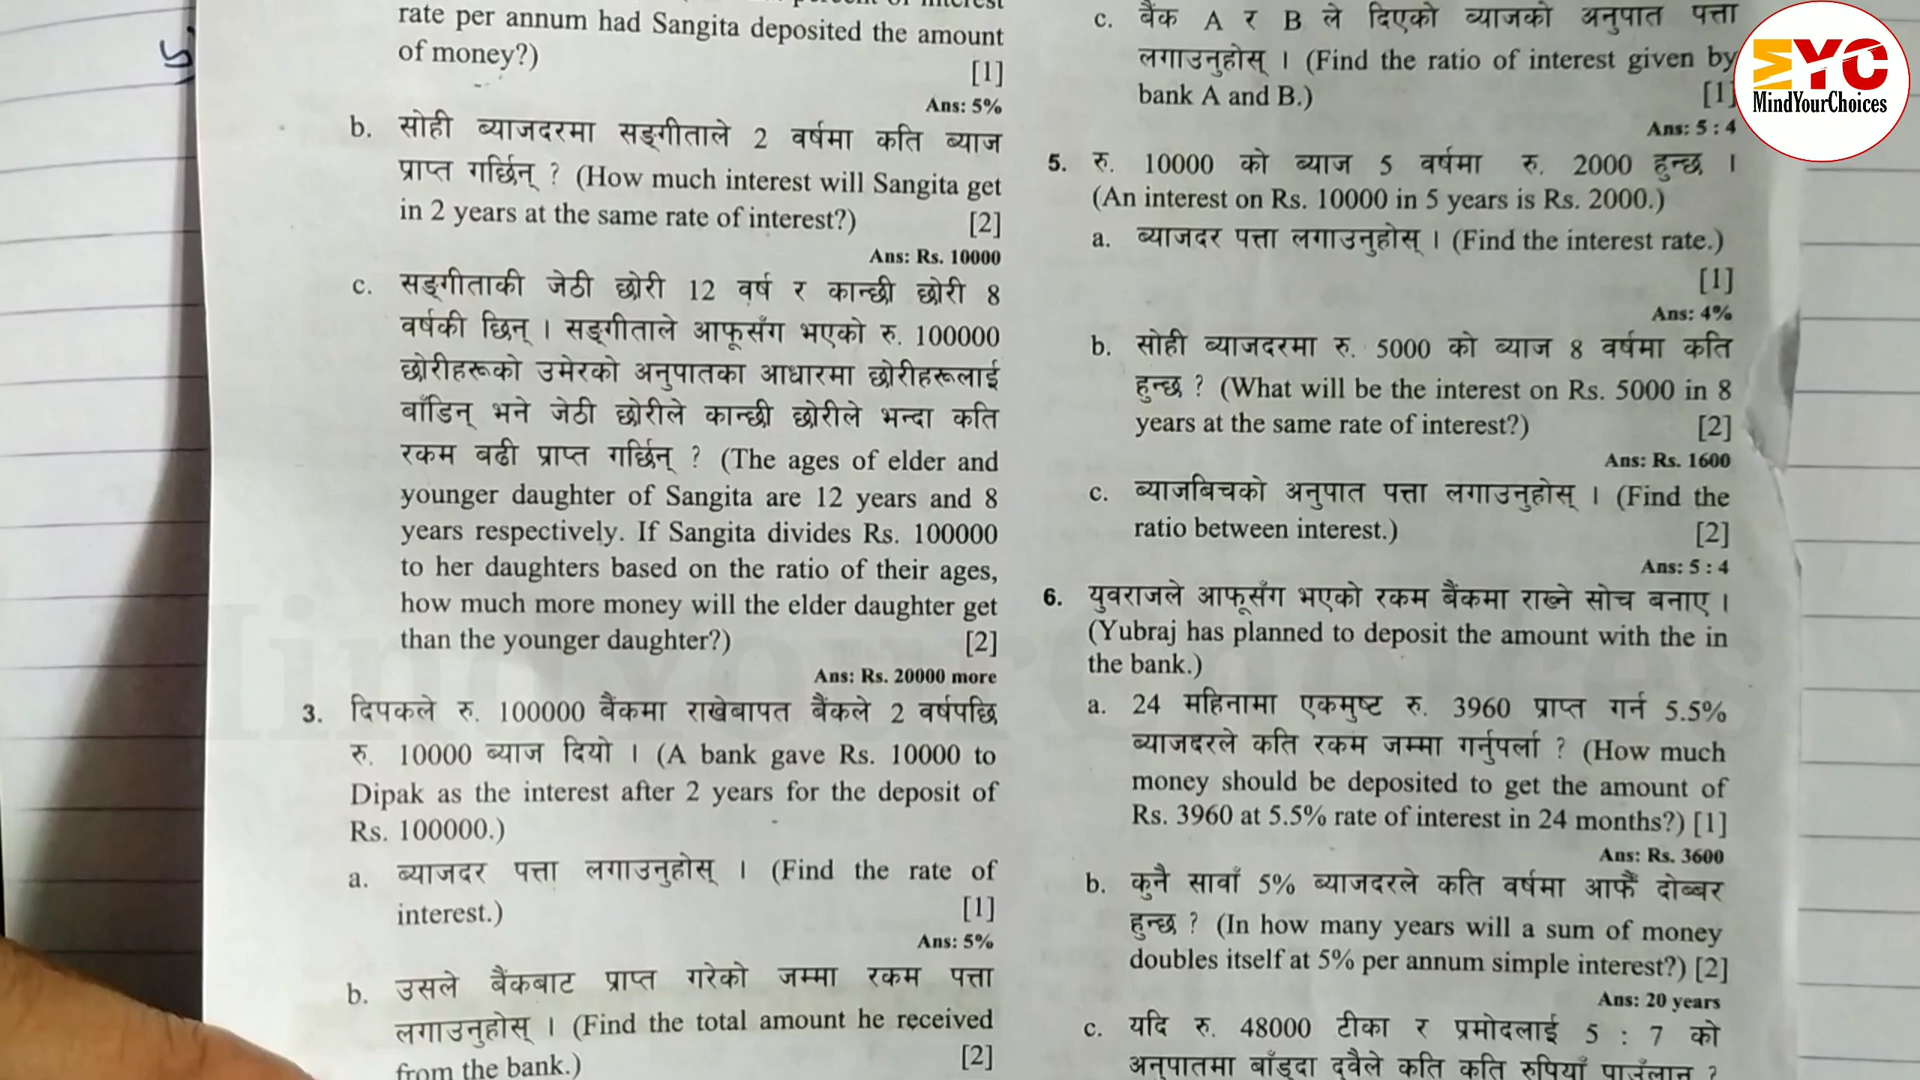 rate per annum had Sangita deposited the amount
of money?)
[1]
Ans: 5%
b. सोही ब्याजदरमा सङ्गीताले 2 वर्षमा कति ब्याज
प्राप्त गर्छिन् ? (How much interest will Sangita get
in 2 years at the same rate of interest?) [2]
Ans: Rs. 10000
c. सङ्गीताकी जेठी छोरी 12 वर्ष र कान्छी छोरी 8
वर्षकी छिन् । सङ्गीताले आफूसँग भएको रु. 100000
छोरीहरूको उमेरको अनुपातका आधारमा छोरीहरूलाई
बाँडिन् भने जेठी छोरीले कान्छी छोरीले भन्दा कति
रकम बढी प्राप्त गर्छिन् ? (The ages of elder and
younger daughter of Sangita are 12 years and 8
years respectively. If Sangita divides Rs. 100000
to her daughters based on the ratio of their ages,
how much more money will the elder daughter get
than the younger daughter?) [2]
Ans: Rs. 20000 more
3. दिपकले रु. 100000 बैंकमा राखेबापत बैंकले 2 वर्षपछि
रु. 10000 ब्याज दियो । (A bank gave Rs. 10000 to
Dipak as the interest after 2 years for the deposit of
Rs. 100000.)
a. ब्याजदर पत्ता लगाउनुहोस् । (Find the rate of
interest.) [1]
Ans: 5%
b. उसले बैंकबाट प्राप्त गरेको जम्मा रकम पत्ता
लगाउनुहोस् । (Find the total amount he received
from the bank.) [2]
c. बैंक A र B ले दिएको ब्याजको अनुपात पत्ता
लगाउनुहोस् । (Find the ratio of interest given by
bank A and B.) [1]
Ans: 5 : 4
5. रु. 10000 को ब्याज 5 वर्षमा रु. 2000 हुन्छ ।
(An interest on Rs. 10000 in 5 years is Rs. 2000.)
a. ब्याजदर पत्ता लगाउनुहोस् । (Find the interest rate.)
[1]
Ans: 4%
b. सोही ब्याजदरमा रु. 5000 को ब्याज 8 वर्षमा कति
हुन्छ ? (What will be the interest on Rs. 5000 in 8
years at the same rate of interest?) [2]
Ans: Rs. 1600
c. ब्याजबिचको अनुपात पत्ता लगाउनुहोस् । (Find the
ratio between interest.) [2]
Ans: 5 : 4
6. युवराजले आफूसँग भएको रकम बैंकमा राख्ने सोच बनाए ।
(Yubraj has planned to deposit the amount with the in
the bank.)
a. 24 महिनामा एकमुष्ट रु. 3960 प्राप्त गर्न 5.5%
ब्याजदरले कति रकम जम्मा गर्नुपर्ला ? (How much
money should be deposited to get the amount of
Rs. 3960 at 5.5% rate of interest in 24 months?) [1]
Ans: Rs. 3600
b. कुनै सावाँ 5% ब्याजदरले कति वर्षमा आफैँ दोब्बर
हुन्छ ? (In how many years will a sum of money
doubles itself at 5% per annum simple interest?) [2]
Ans: 20 years
c. यदि रु. 48000 टीका र प्रमोदलाई 5 : 7 को
अनुपातमा बाँड्दा दुवैले कति कति रुपियाँ पाउँलान् ?
MYC
MindYourChoices
MindYourChoices